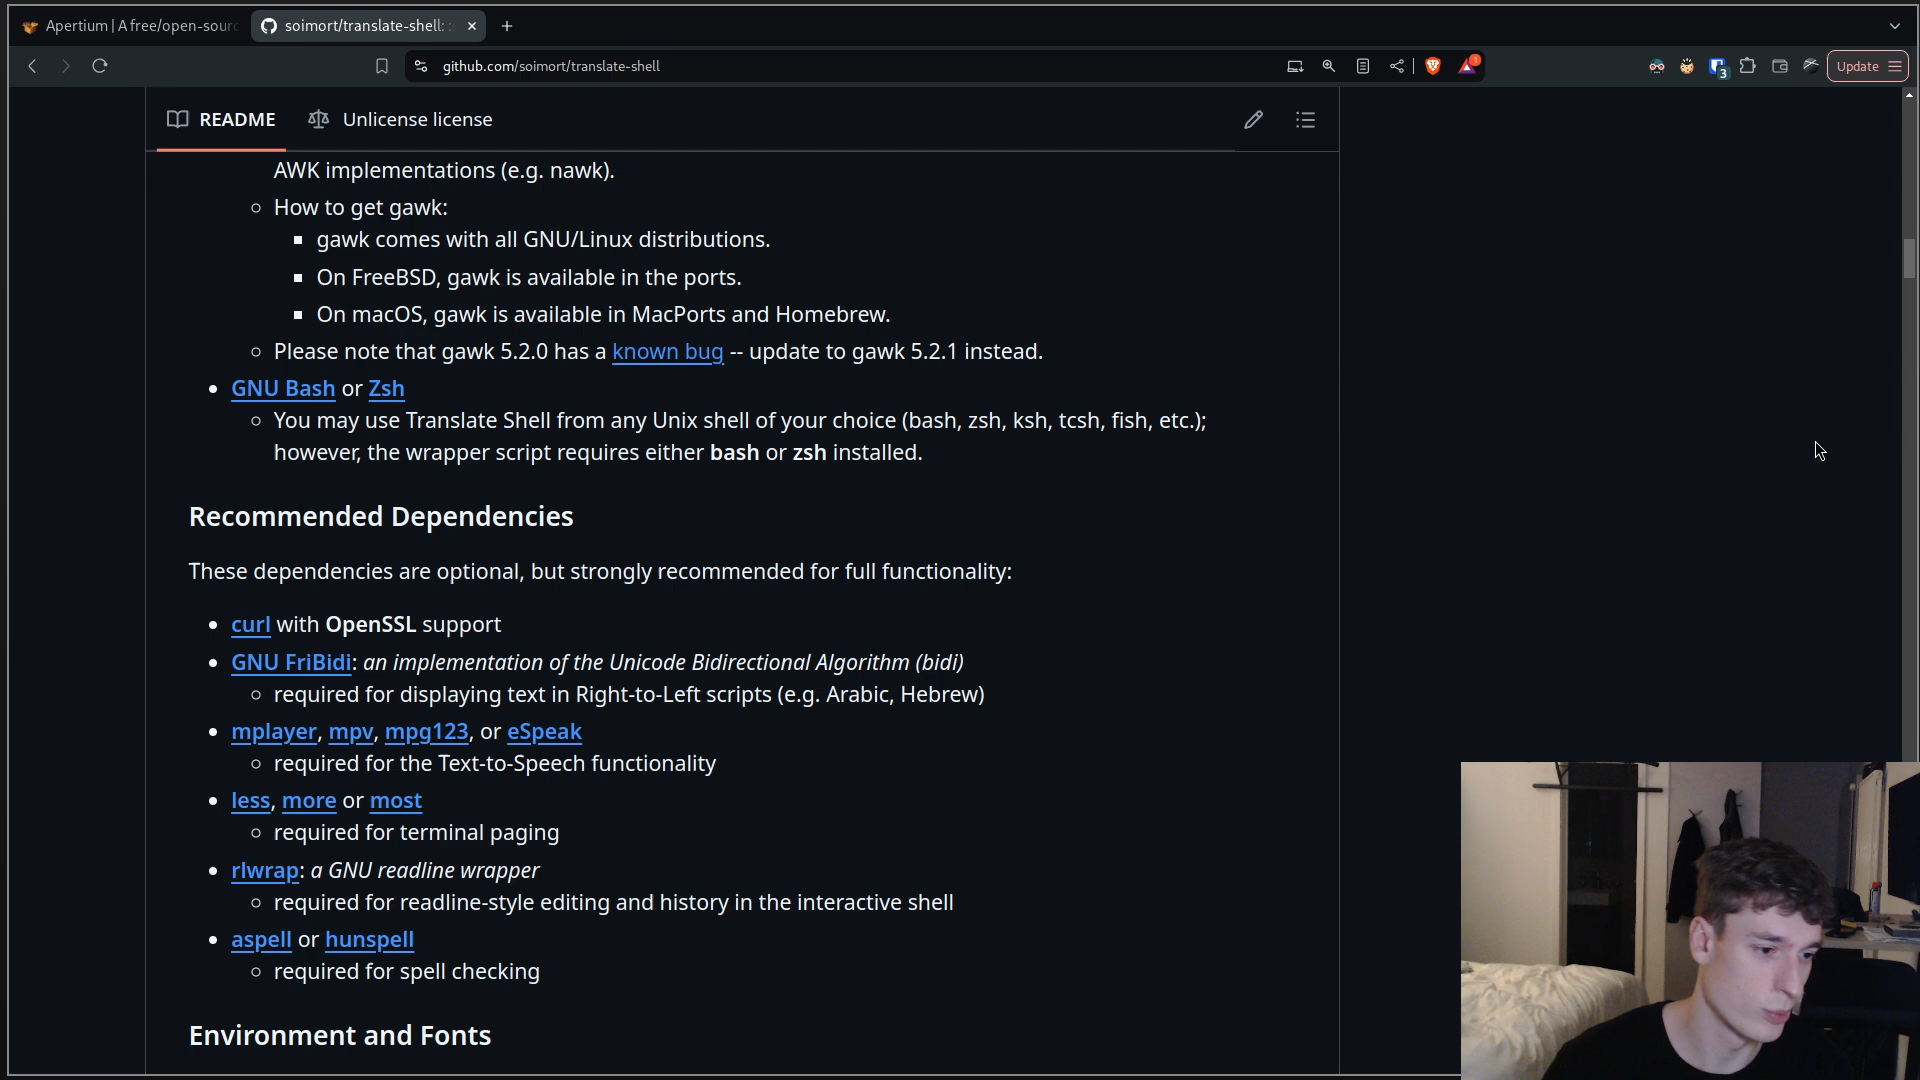 Apertium | A free/open-sour
soimort/translate-shell:
github.com/soimort/translate-shell
1
3
Update
README
Unlicense license
AWK implementations (e.g. nawk).
How to get gawk:
gawk comes with all GNU/Linux distributions.
On FreeBSD, gawk is available in the ports.
On macOS, gawk is available in MacPorts and Homebrew.
Please note that gawk 5.2.0 has a known bug -- update to gawk 5.2.1 instead.
GNU Bash or Zsh
You may use Translate Shell from any Unix shell of your choice (bash, zsh, ksh, tcsh, fish, etc.);
however, the wrapper script requires either bash or zsh installed.
Recommended Dependencies
These dependencies are optional, but strongly recommended for full functionality:
curl with OpenSSL support
GNU FriBidi: an implementation of the Unicode Bidirectional Algorithm (bidi)
required for displaying text in Right-to-Left scripts (e.g. Arabic, Hebrew)
mplayer, mpv, mpg123, or eSpeak
required for the Text-to-Speech functionality
less, more or most
required for terminal paging
rlwrap: a GNU readline wrapper
required for readline-style editing and history in the interactive shell
aspell or hunspell
required for spell checking
Environment and Fonts